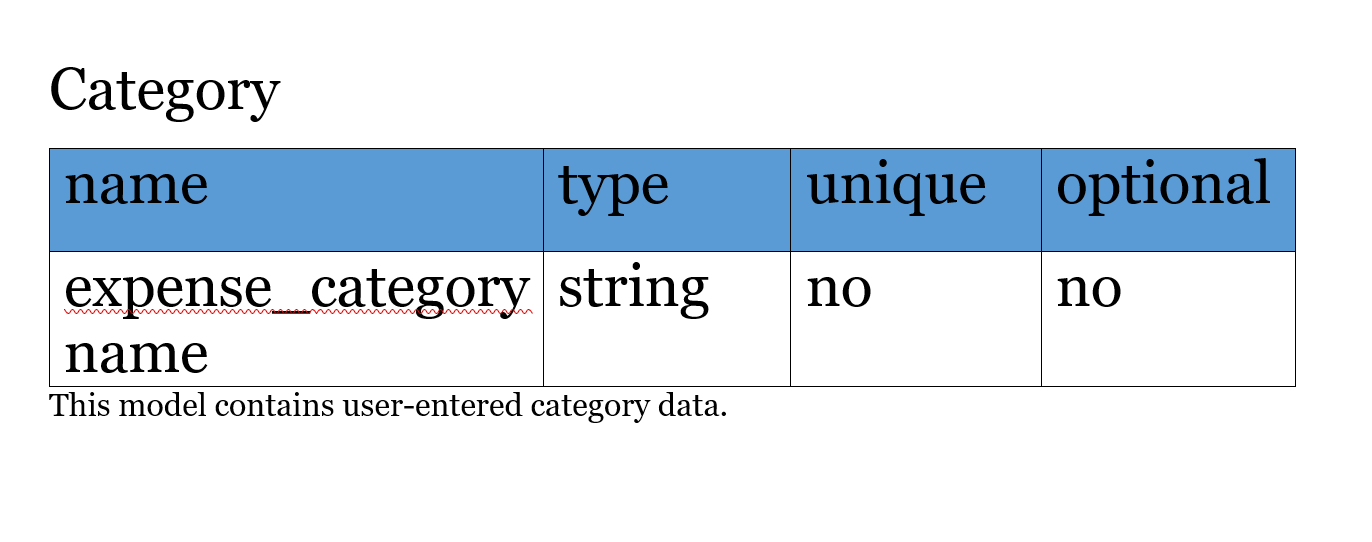 Category
name type unique optional
expense_category string no no
name
This model contains user-entered category data.